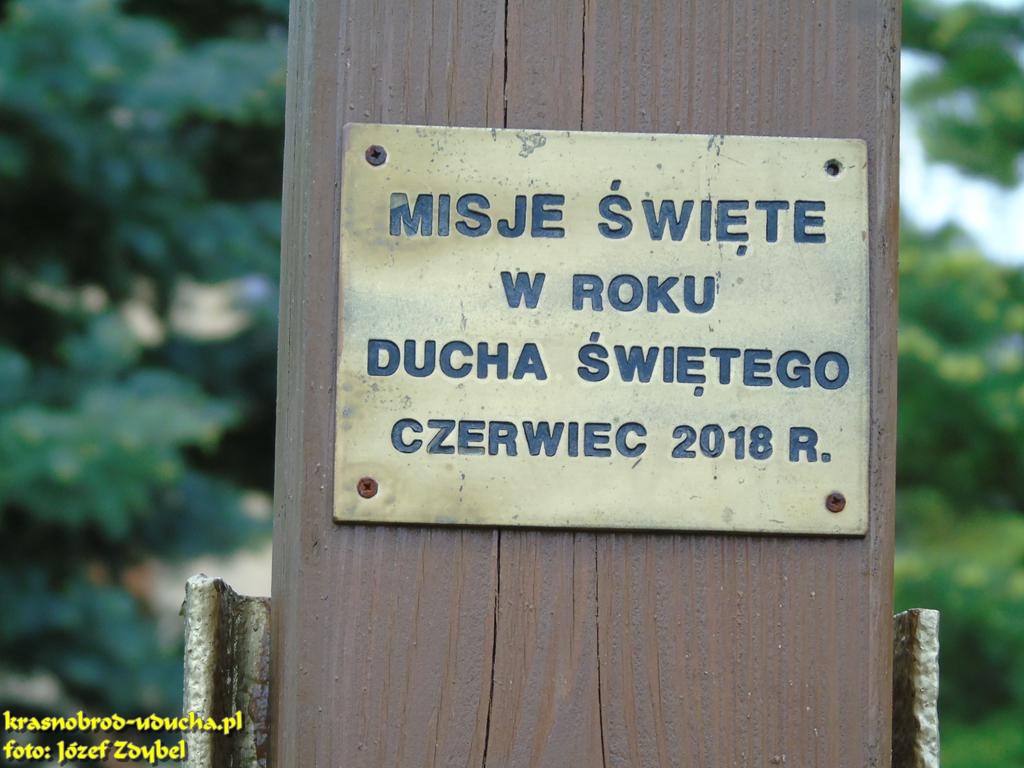 MISJE ŚWIĘTE
W ROKU
DUCHA ŚWIĘTEGO
CZERWIEC 2018 R.
krasnobrod-uducha.pl
foto: Józef Zdybel